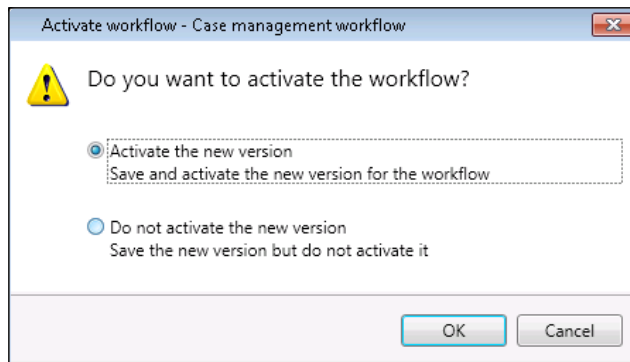 Activate workflow - Case management workflow
Do you want to activate the workflow?
Activate the new version
Save and activate the new version for the workflow
Do not activate the new version
Save the new version but do not activate it
OK
Cancel